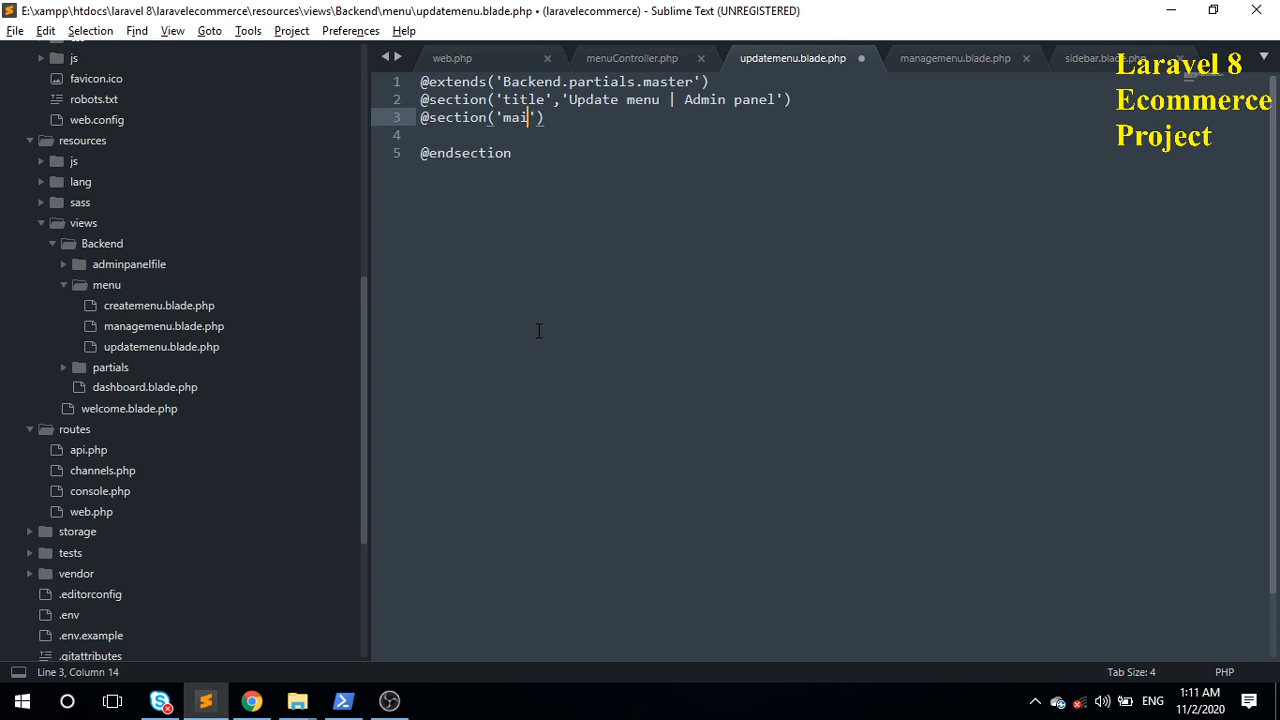 E:\xampp\htdocs\laravel 8\laravelecommerce\resources\views\Backend\menu\updatemenu.blade.php • (laravelecommerce) - Sublime Text (UNREGISTERED)
File Edit Selection Find View Goto Tools Project Preferences Help
js
favicon.ico
robots.txt
web.config
resources
js
lang
sass
views
Backend
adminpanelfile
menu
createmenu.blade.php
managemenu.blade.php
updatemenu.blade.php
partials
dashboard.blade.php
welcome.blade.php
routes
api.php
channels.php
console.php
web.php
storage
tests
vendor
.editorconfig
.env
.env.example
.gitattributes
web.php menuController.php updatemenu.blade.php managemenu.blade.php sidebar.blade.php
1 @extends('Backend.partials.master')
2 @section('title','Update menu | Admin panel')
3 @section('mai')
4
5 @endsection
Laravel 8
Ecommerce
Project
Line 3, Column 14 Tab Size: 4 PHP
ENG
1:11 AM
11/2/2020